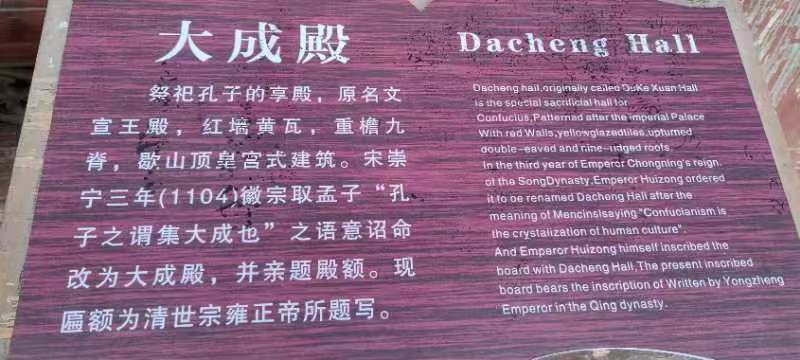 大成殿
祭祀孔子的享殿，原名文
宣王殿，红墙黄瓦，重檐九
脊，歇山顶皇宫式建筑。宋崇
宁三年(1104)徽宗取孟子“孔
子之谓集大成也”之语意诏命
改为大成殿，并亲题殿额。现
匾额为清世宗雍正帝所题写。
Dacheng Hall
Dacheng hall,originally called DuKe Xuan Hall
is the special sacrificial hall for
Confucius,Patternad after the imperial Palace
With red Walls,yellowglazedtiles,upturned
double-eaved and nine-ridged roots.
In the third year of Emperor Chongning's reign,
of the SongDynasty,Emperor Huizong ordered
it to be renamed Dacheng Hall after the
meaning of Mencinsisaying "Confucianism is
the crystalization of human culture".
And Emperor Huizong himself inscribed the
board with Dacheng Hall.The present inscribed
board bears the inscription of Written by Yongzheng
Emperor in the Qing dynasty.